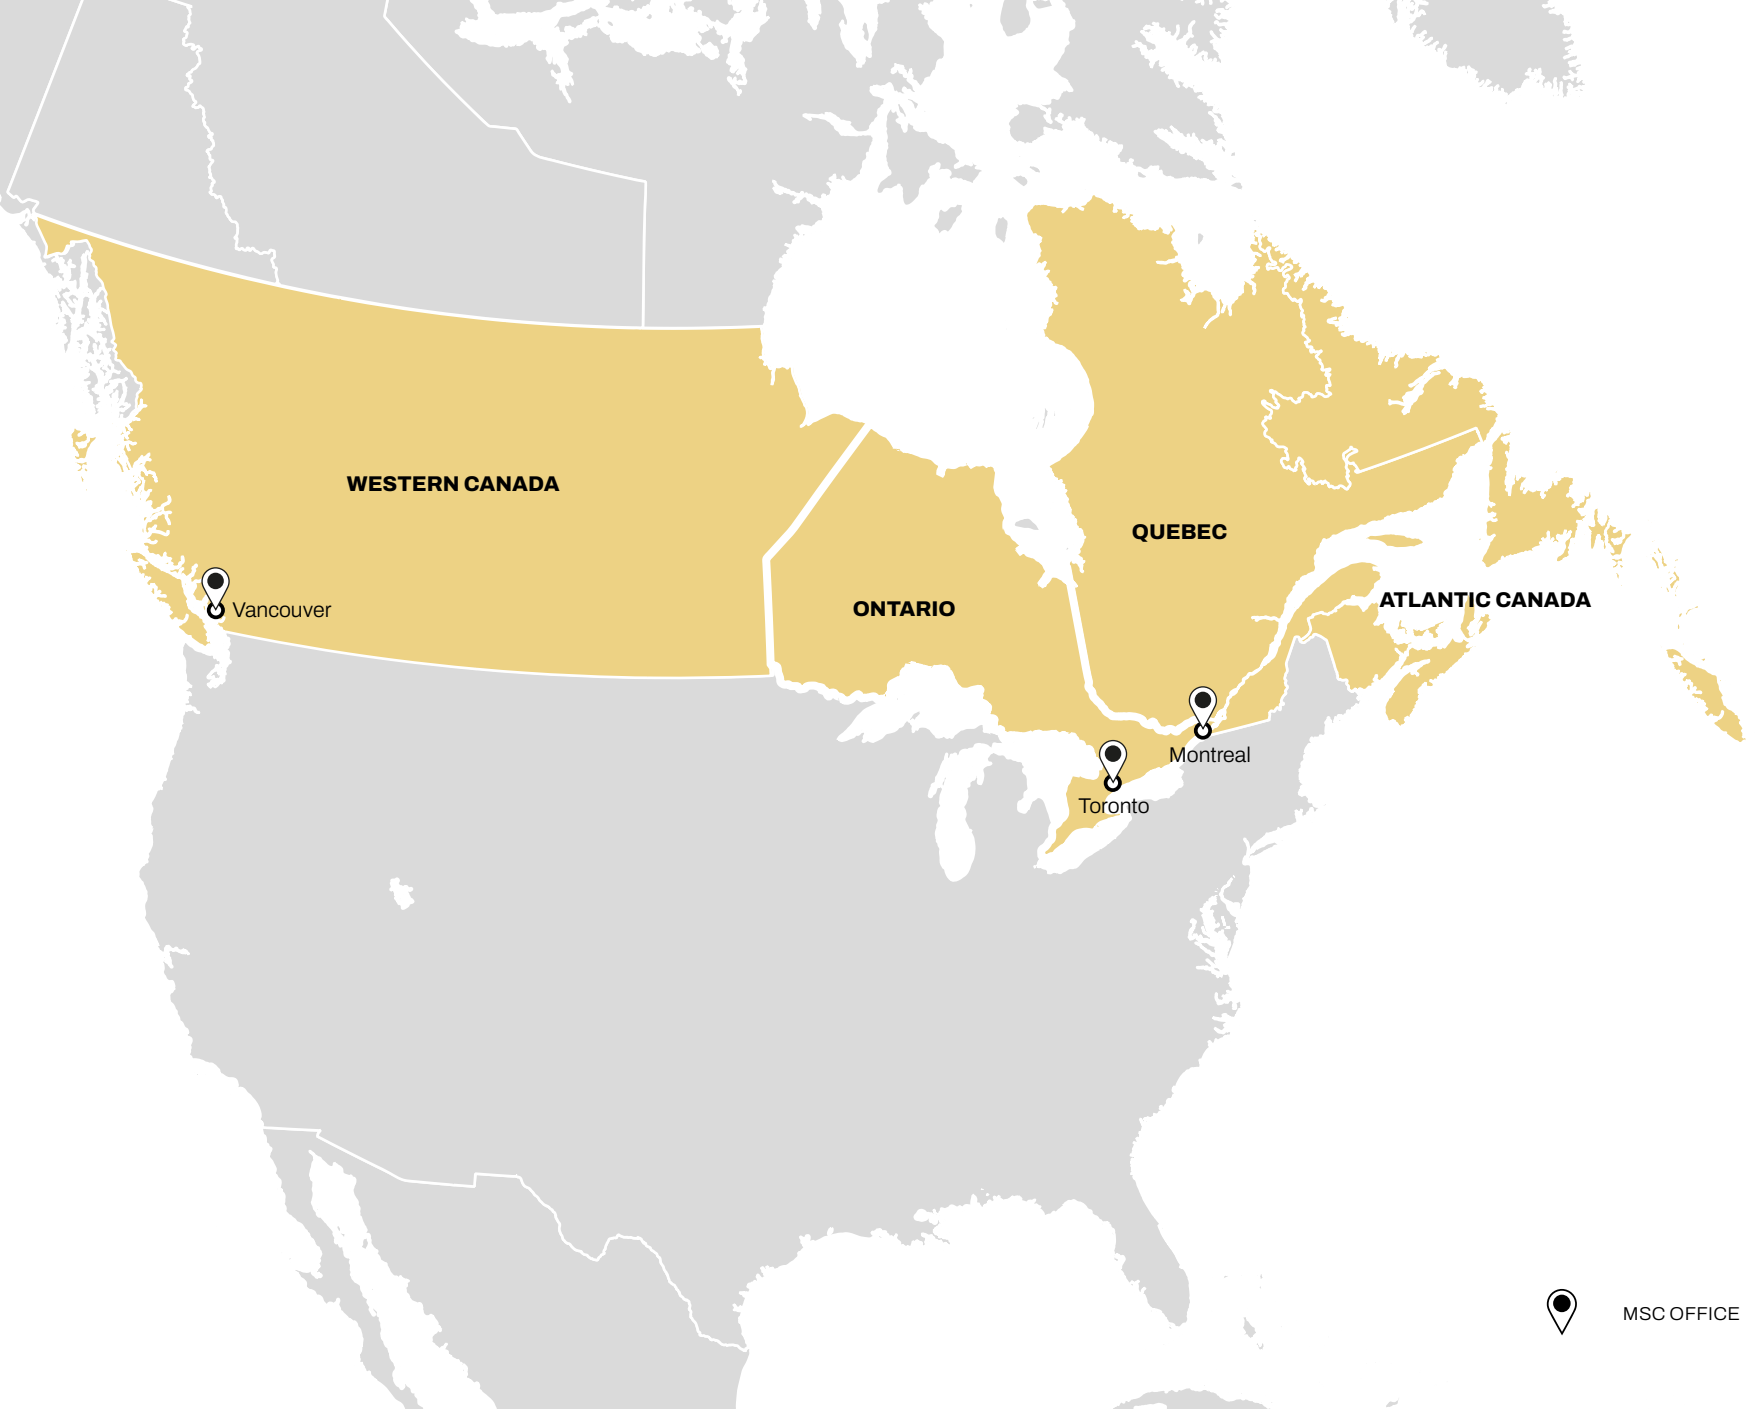 WESTERN CANADA
QUEBEC
ATLANTIC CANADA
ONTARIO
Vancouver
Montreal
Toronto
MSC OFFICE